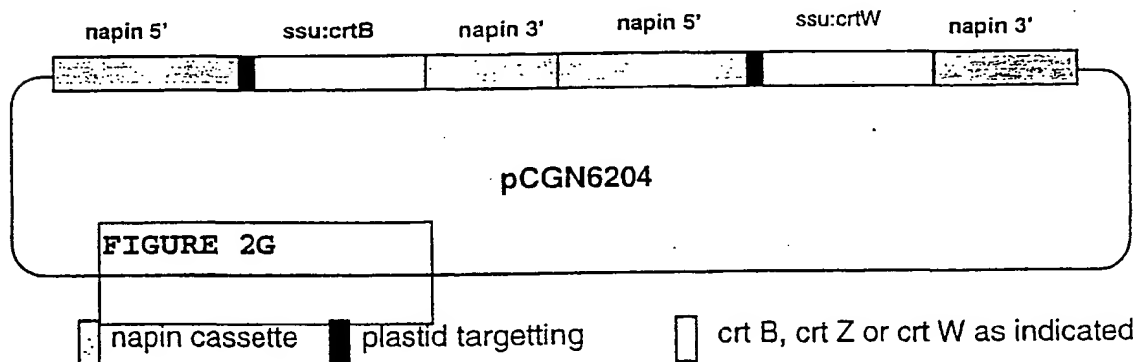 napin 5' ssu:crtB napin 3' napin 5' ssu:crtW napin 3'
pCGN6204
FIGURE 2G
napin cassette plastid targetting crt B, crt Z or crt W as indicated